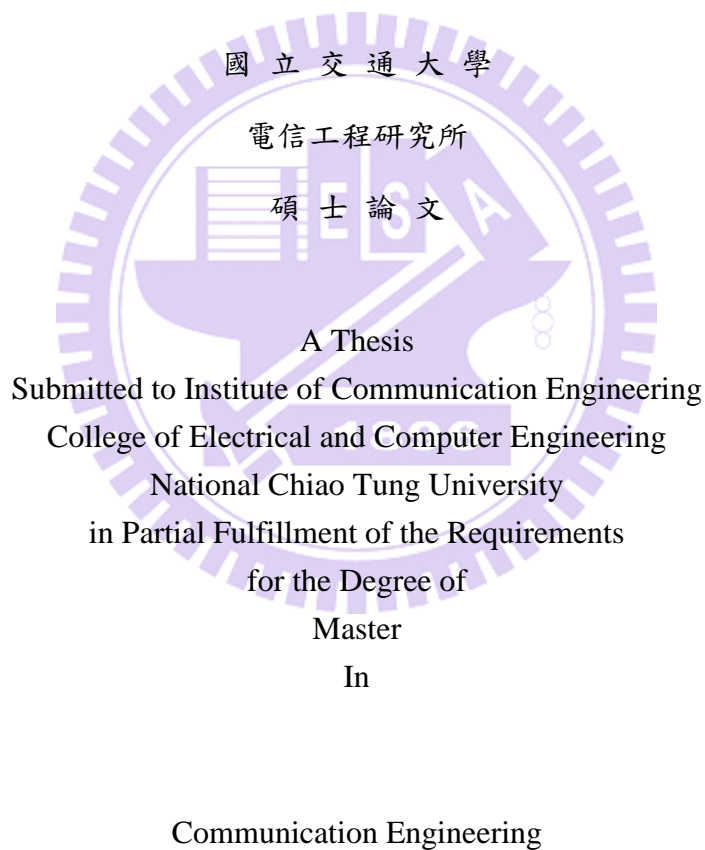 國 立 交 通 大 學
電信工程研究所
碩 士 論 文
E S A
A Thesis
Submitted to Institute of Communication Engineering
College of Electrical and Computer Engineering
1896
National Chiao Tung University
in Partial Fulfillment of the Requirements
for the Degree of
Master
In
Communication Engineering